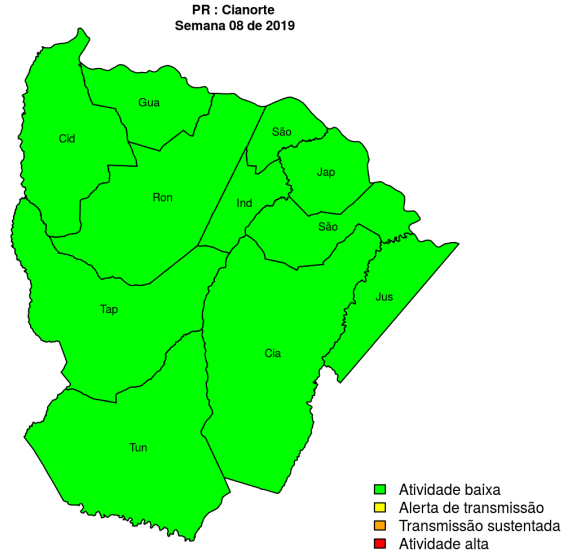 PR : Cianorte
Semana 08 de 2019
Gua
São
Cid
Jap
Ron
Ind
São
Jus
Tap
Cia
Tun
Atividade baixa
Alerta de transmissão
Transmissão sustentada
Atividade alta